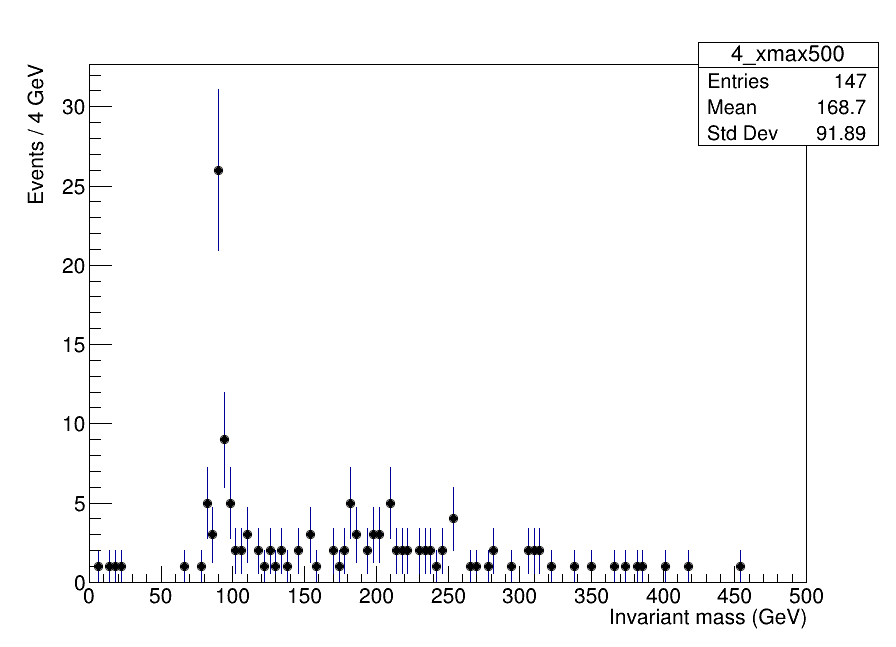 4_xmax500
Entries 147
Mean 168.7
Std Dev 91.89
Events / 4 GeV
30
25
20
15
10
5
0
0 50 100 150 200 250 300 350 400 450 500
Invariant mass (GeV)